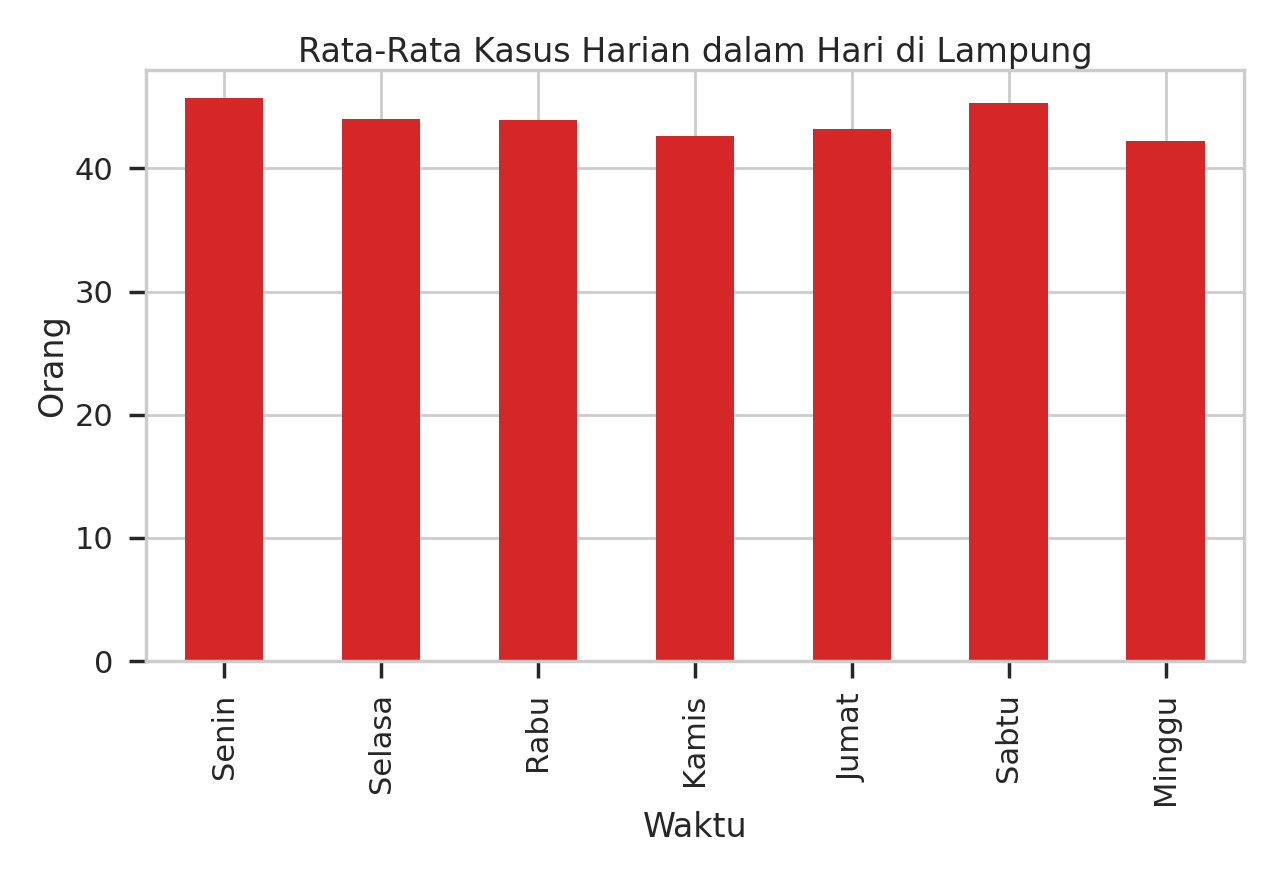 Rata-Rata Kasus Harian dalam Hari di Lampung
Orang
40
30
20
10
0
Senin
Selasa
Rabu
Kamis
Jumat
Sabtu
Minggu
Waktu